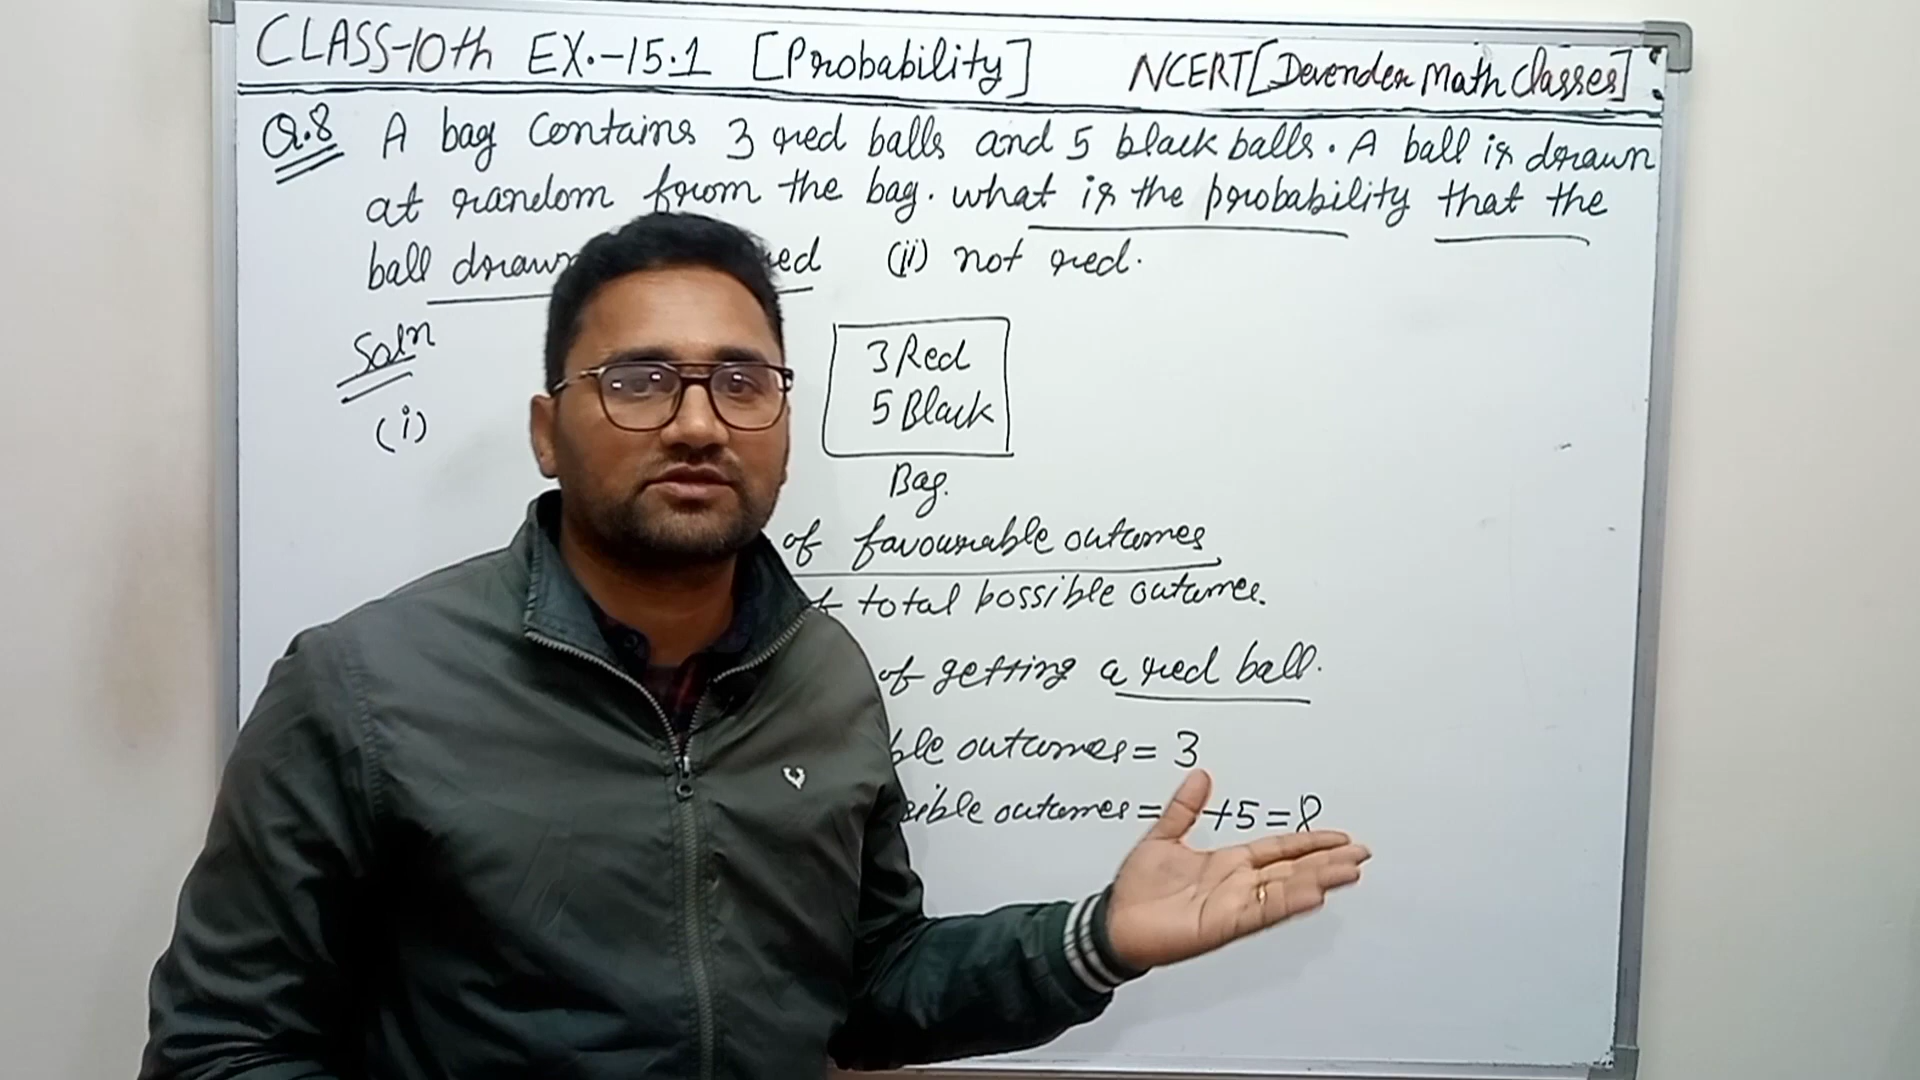 CLASS-10th EX.-15.1 [Probability] NCERT [Devender Math Classes]
Q.8 A bag contains 3 red balls and 5 black balls. A ball is drawn
at random from the bag. what is the probability that the
ball drawn red (ii) not red.
Soln
3 Red
(i)
5 Black
Bag.
of favourable outcomes
total possible outcomes.
of getting a red ball.
outcomes = 3
outcomes = +5 = 8